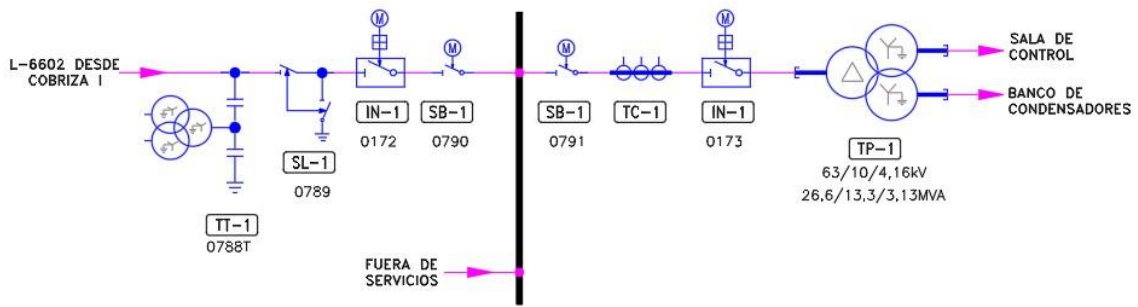 L-6602 DESDE
COBRIZA I
TT-1
0788T
SL-1
0789
M
IN-1
0172
M
SB-1
0790
FUERA DE
SERVICIOS
M
SB-1
0791
TC-1
M
IN-1
0173
TP-1
63/10/4,16kV
26,6/13,3/3,13MVA
SALA DE
CONTROL
BANCO DE
CONDENSADORES